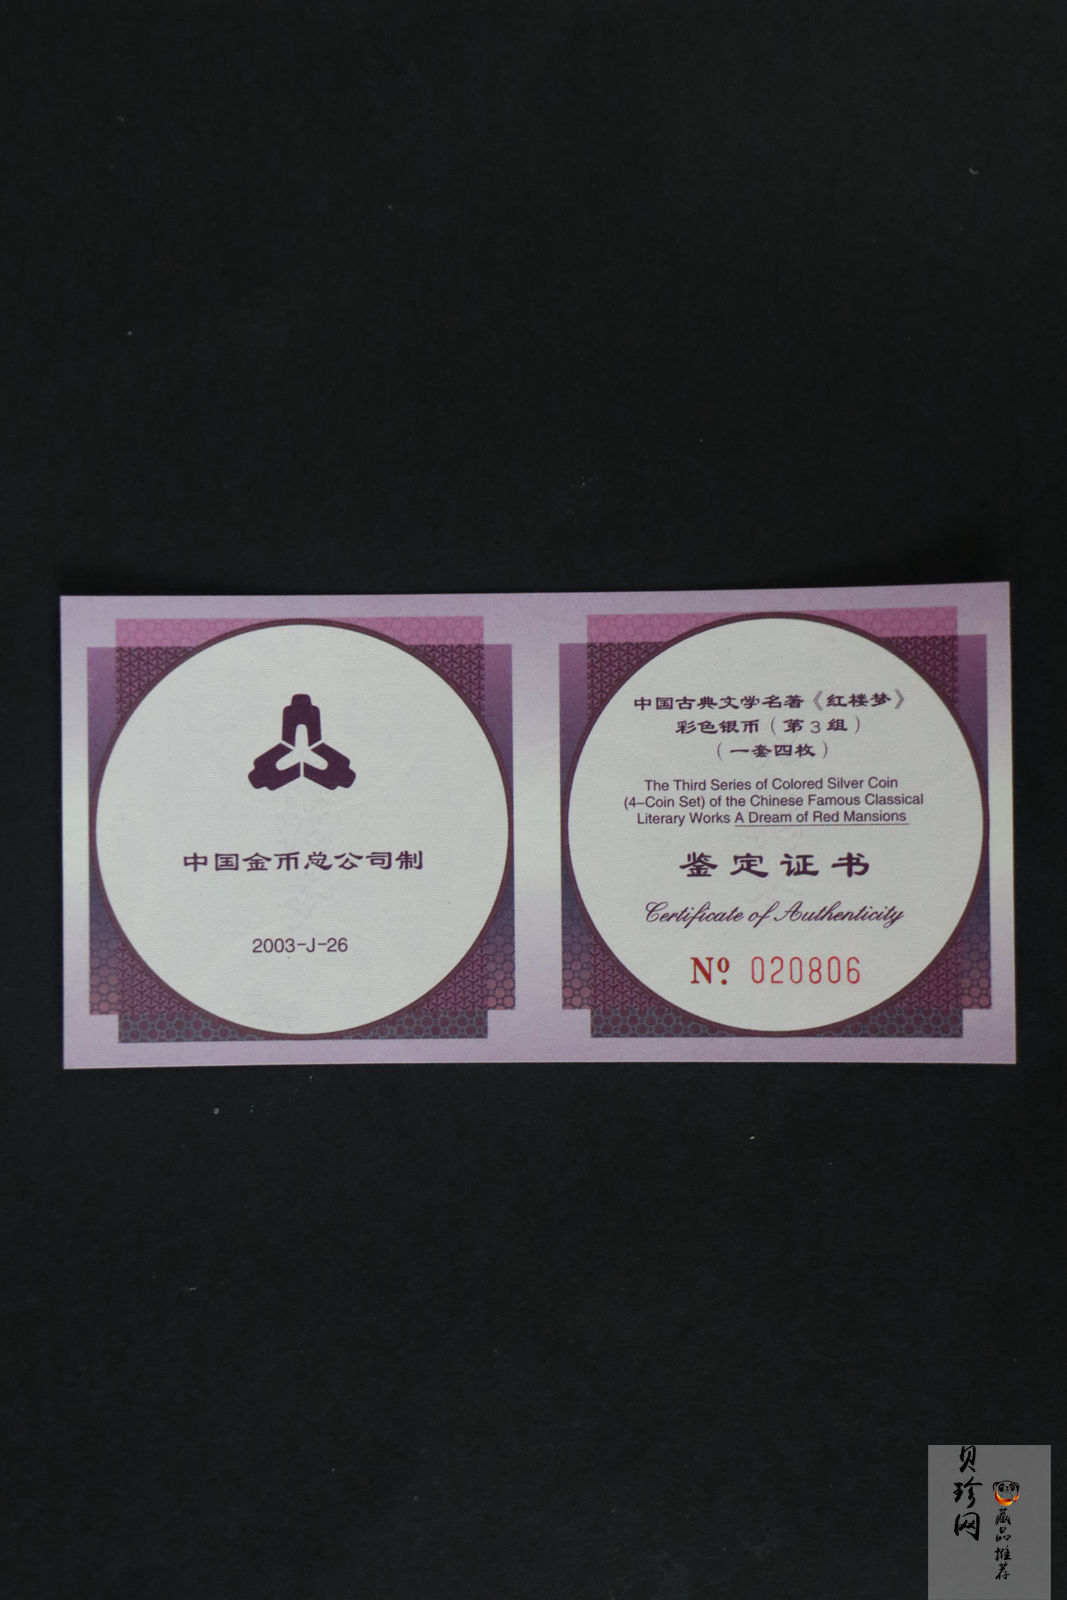 中国金币总公司制
2003-J-26
中国古典文学名著《红楼梦》
彩色银币（第3组）
（一套四枚）
The Third Series of Colored Silver Coin
(4-Coin Set) of the Chinese Famous Classical
Literary Works A Dream of Red Mansions
鉴定证书
Certificate of Authenticity
Nº. 020806
贝珍网
藏品推荐